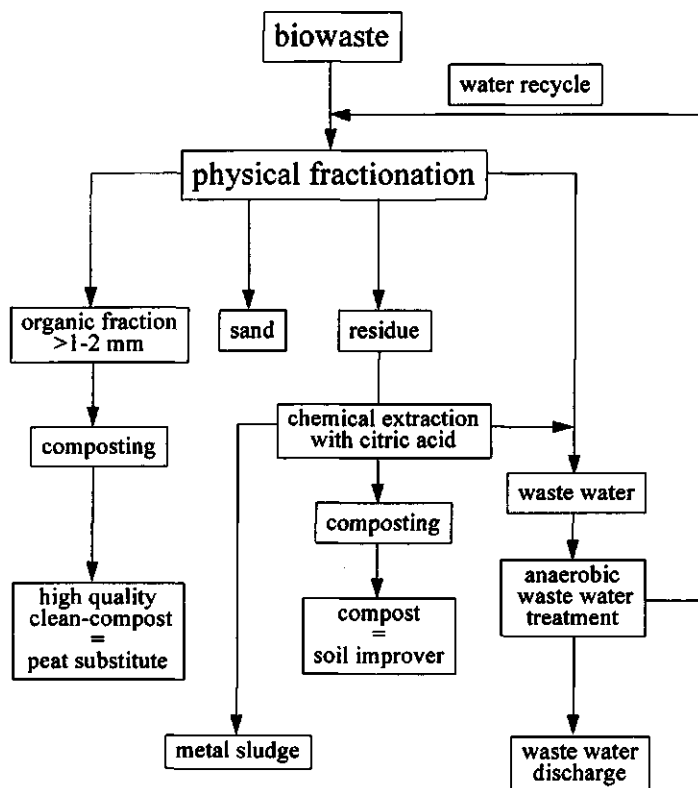 biowaste
water recycle
physical fractionation
organic fraction
>1-2 mm
sand
residue
chemical extraction
with citric acid
composting
waste water
composting
anaerobic
waste water
treatment
high quality
clean-compost
=
peat substitute
compost
=
soil improver
metal sludge
waste water
discharge